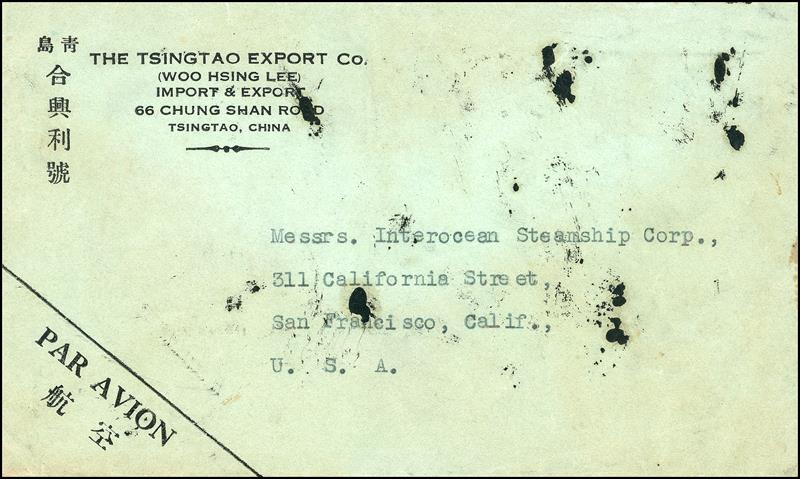 青島
合興利號
THE TSINGTAO EXPORT Co.
(WOO HSING LEE)
IMPORT & EXPORT
66 CHUNG SHAN ROAD
TSINGTAO, CHINA
Messrs. Interocean Steamship Corp.,
311 California Street,
San Francisco, Calif.,
U. S. A.
PAR AVION
航空